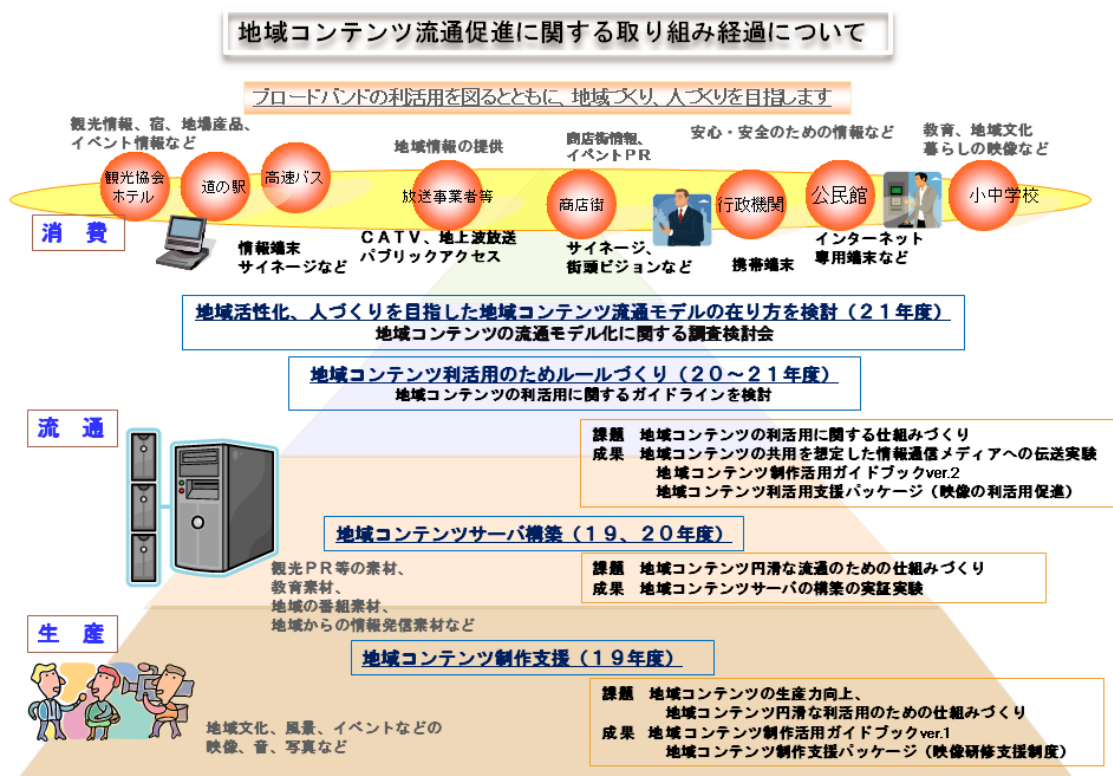 地域コンテンツ流通促進に関する取り組み経過について
ブロードバンドの利活用を図るとともに、地域づくり、人づくりを目指します
観光情報、宿、地場産品、
イベント情報など
地域情報の提供
商店街情報、
イベントPR
安心・安全のための情報など
教育、地域文化
暮らしの映像など
観光協会
ホテル
道の駅
高速バス
放送事業者等
商店街
行政機関
公民館
小中学校
消 費
情報端末
サイネージなど
CATV、地上波放送
パブリックアクセス
サイネージ、
街頭ビジョンなど
携帯端末
インターネット
専用端末など
地域活性化、人づくりを目指した地域コンテンツ流通モデルの在り方を検討(21年度)
地域コンテンツの流通モデル化に関する調査検討会
地域コンテンツ利活用のためルールづくり(20~21年度)
地域コンテンツの利活用に関するガイドラインを検討
流 通
課題 地域コンテンツの利活用に関する仕組みづくり
成果 地域コンテンツの共用を想定した情報通信メディアへの伝送実験
地域コンテンツ制作活用ガイドブックver.2
地域コンテンツ利活用支援パッケージ(映像の利活用促進)
地域コンテンツサーバ構築(19、20年度)
観光PR等の素材、
教育素材、
地域の番組素材、
地域からの情報発信素材など
課題 地域コンテンツ円滑な流通のための仕組みづくり
成果 地域コンテンツサーバの構築の実証実験
生 産
地域コンテンツ制作支援(19年度)
地域文化、風景、イベントなどの
映像、音、写真など
課題 地域コンテンツの生産力向上、
地域コンテンツ円滑な利活用のための仕組みづくり
成果 地域コンテンツ制作活用ガイドブックver.1
地域コンテンツ制作支援パッケージ(映像研修支援制度)